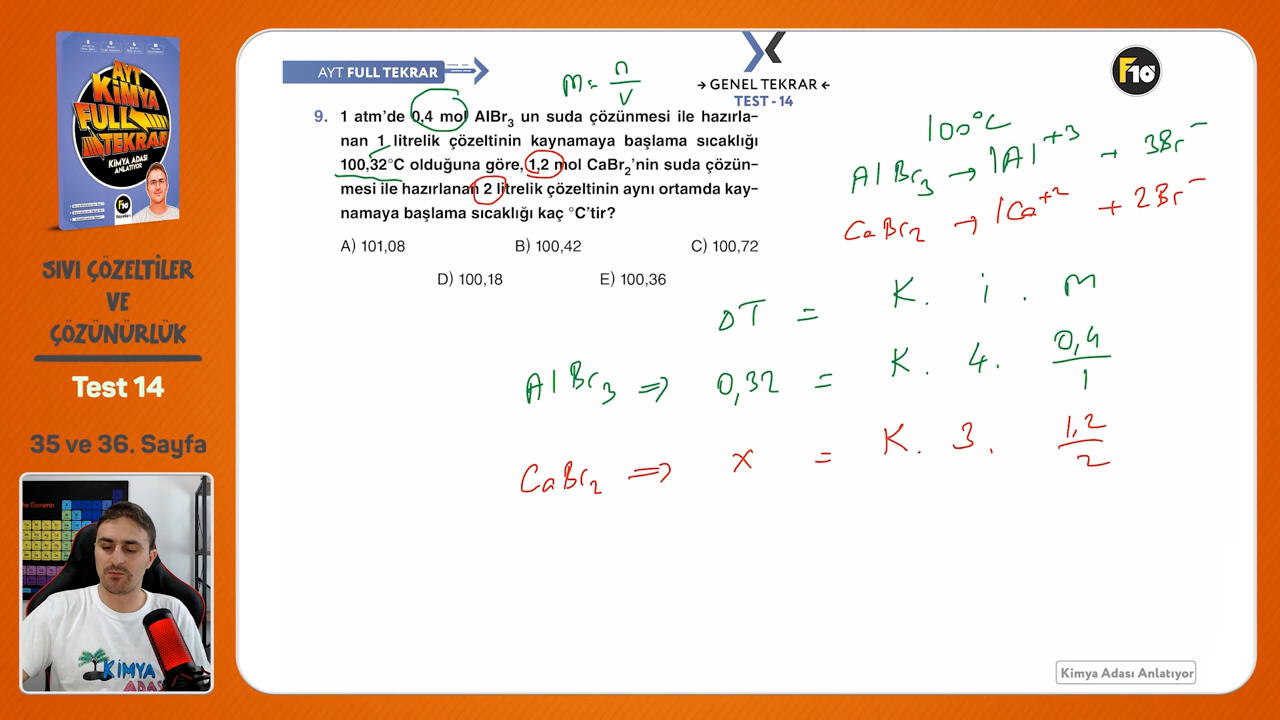 AYT
KİMYA
FULL
TEKRAR
KİMYA ADASI
ANLATIYOR
F10
SIVI ÇÖZELTİLER
VE
ÇÖZÜNÜRLÜK
Test 14
35 ve 36. Sayfa
AYT FULL TEKRAR
M = n
V
GENEL TEKRAR
TEST - 14
F10
9. 1 atm'de 0,4 mol AlBr3 un suda çözünmesi ile hazırla-
nan 1 litrelik çözeltinin kaynamaya başlama sıcaklığı
100,32°C olduğuna göre, 1,2 mol CaBr2'nin suda çözün-
mesi ile hazırlanan 2 litrelik çözeltinin aynı ortamda kay-
namaya başlama sıcaklığı kaç °C'tir?
A) 101,08 B) 100,42 C) 100,72
D) 100,18 E) 100,36
100°C
AlBr3 → 1Al+3 + 3Br-
CaBr2 → 1Ca+2 + 2Br-
ΔT = K. i. m
AlBr3 ⇒ 0,32 = K. 4. 0,4
1
CaBr2 ⇒ x = K. 3. 1,2
2
KİMYA
Kimya Adası Anlatıyor